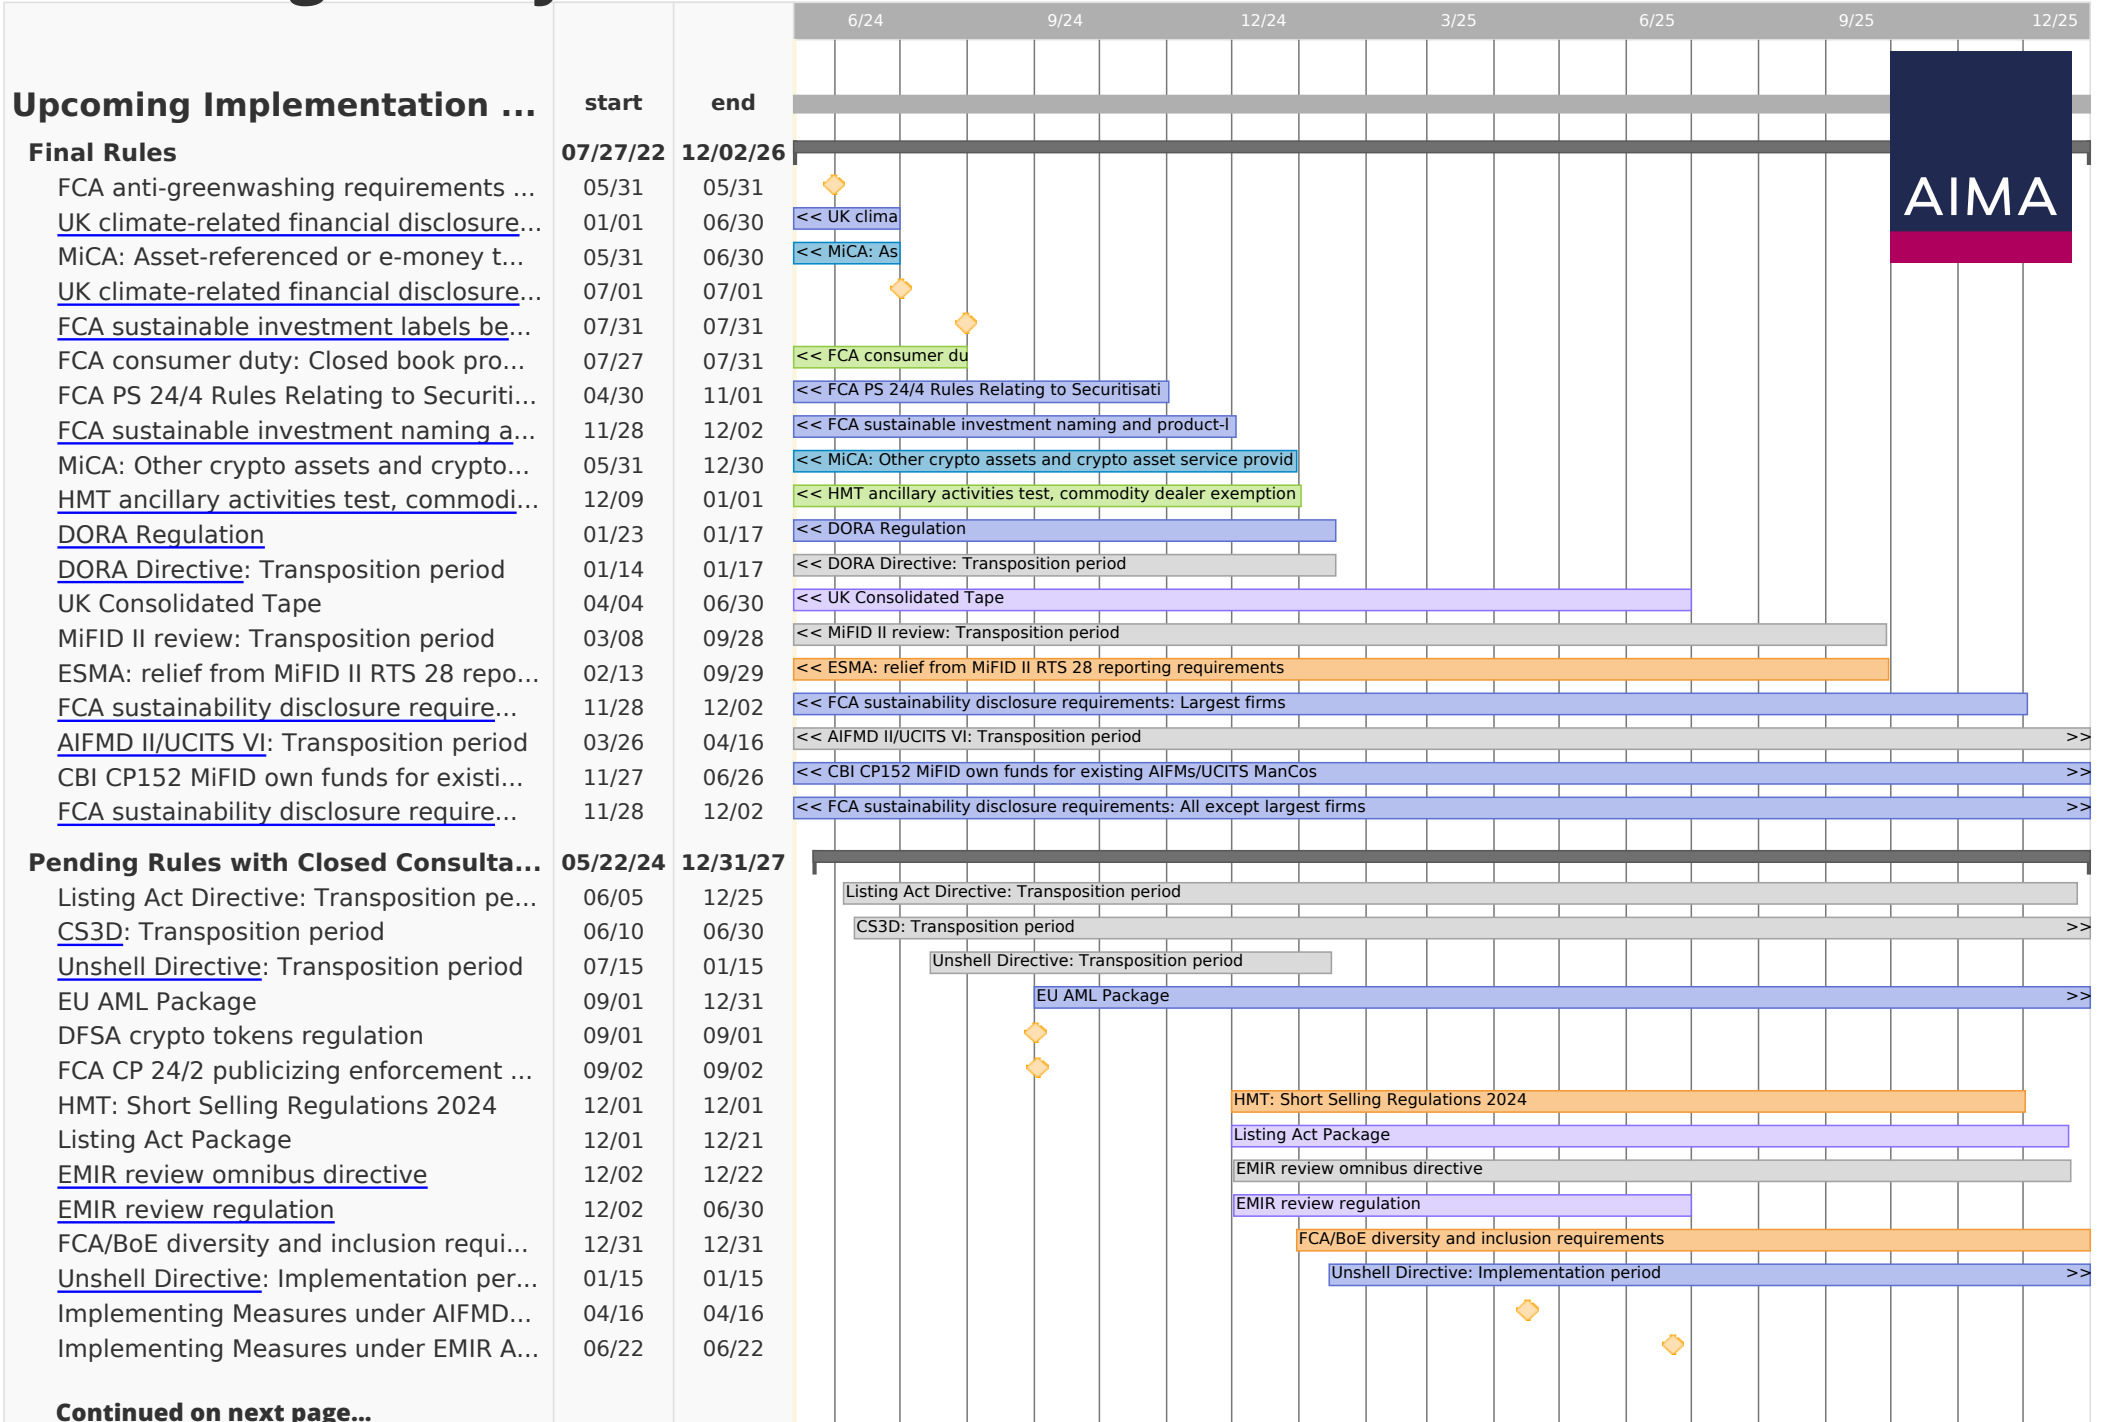 6/24 9/24 12/24 3/25 6/25 9/25 12/25
Upcoming Implementation ... start end
AIMA
Final Rules 07/27/22 12/02/26
FCA anti-greenwashing requirements ... 05/31 05/31
UK climate-related financial disclosure... 01/01 06/30 << UK clima
MiCA: Asset-referenced or e-money t... 05/31 06/30 << MiCA: As
UK climate-related financial disclosure... 07/01 07/01
FCA sustainable investment labels be... 07/31 07/31
FCA consumer duty: Closed book pro... 07/27 07/31 << FCA consumer du
FCA PS 24/4 Rules Relating to Securiti... 04/30 11/01 << FCA PS 24/4 Rules Relating to Securitisati
FCA sustainable investment naming a... 11/28 12/02 << FCA sustainable investment naming and product-l
MiCA: Other crypto assets and crypto... 05/31 12/30 << MiCA: Other crypto assets and crypto asset service provid
HMT ancillary activities test, commodi... 12/09 01/01 << HMT ancillary activities test, commodity dealer exemption
DORA Regulation 01/23 01/17 << DORA Regulation
DORA Directive: Transposition period 01/14 01/17 << DORA Directive: Transposition period
UK Consolidated Tape 04/04 06/30 << UK Consolidated Tape
MiFID II review: Transposition period 03/08 09/28 << MiFID II review: Transposition period
ESMA: relief from MiFID II RTS 28 repo... 02/13 09/29 << ESMA: relief from MiFID II RTS 28 reporting requirements
FCA sustainability disclosure require... 11/28 12/02 << FCA sustainability disclosure requirements: Largest firms
AIFMD II/UCITS VI: Transposition period 03/26 04/16 << AIFMD II/UCITS VI: Transposition period >>
CBI CP152 MiFID own funds for existi... 11/27 06/26 << CBI CP152 MiFID own funds for existing AIFMs/UCITS ManCos >>
FCA sustainability disclosure require... 11/28 12/02 << FCA sustainability disclosure requirements: All except largest firms >>
Pending Rules with Closed Consulta... 05/22/24 12/31/27
Listing Act Directive: Transposition pe... 06/05 12/25 Listing Act Directive: Transposition period
CS3D: Transposition period 06/10 06/30 CS3D: Transposition period >>
Unshell Directive: Transposition period 07/15 01/15 Unshell Directive: Transposition period
EU AML Package 09/01 12/31 EU AML Package >>
DFSA crypto tokens regulation 09/01 09/01
FCA CP 24/2 publicizing enforcement ... 09/02 09/02
HMT: Short Selling Regulations 2024 12/01 12/01 HMT: Short Selling Regulations 2024
Listing Act Package 12/01 12/21 Listing Act Package
EMIR review omnibus directive 12/02 12/22 EMIR review omnibus directive
EMIR review regulation 12/02 06/30 EMIR review regulation
FCA/BoE diversity and inclusion requi... 12/31 12/31 FCA/BoE diversity and inclusion requirements
Unshell Directive: Implementation per... 01/15 01/15 Unshell Directive: Implementation period >>
Implementing Measures under AIFMD... 04/16 04/16
Implementing Measures under EMIR A... 06/22 06/22
Continued on next page...